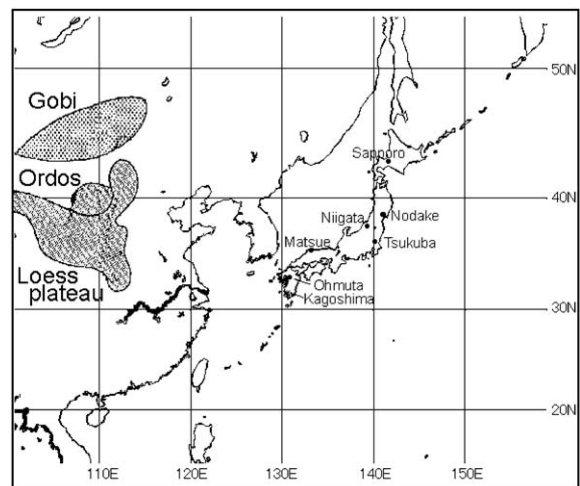 Gobi
50N
Sapporo
Ordos
40N
Niigata
Nodake
Matsue
Tsukuba
Loess
plateau
Ohmuta
Kagoshima
30N
20N
110E
120E
130E
140E
150E